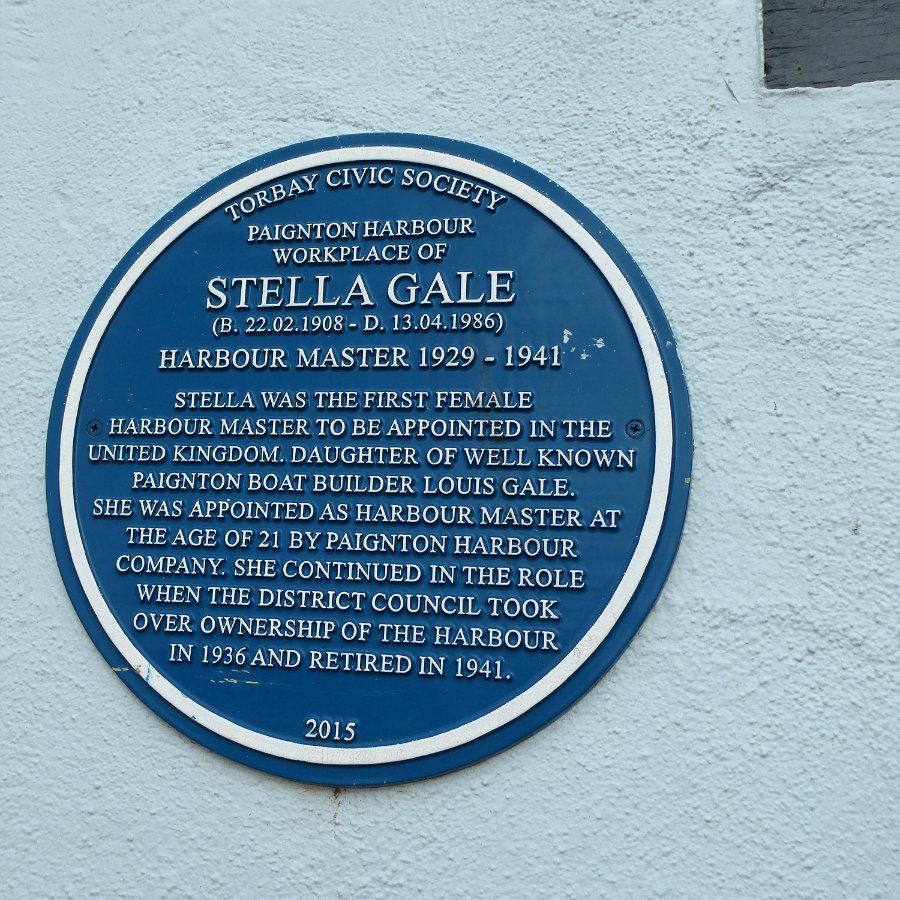 TORBAY CIVIC SOCIETY
PAIGNTON HARBOUR
WORKPLACE OF
STELLA GALE
(B. 22.02.1908 - D. 13.04.1986)
HARBOUR MASTER 1929 - 1941
STELLA WAS THE FIRST FEMALE
HARBOUR MASTER TO BE APPOINTED IN THE
UNITED KINGDOM. DAUGHTER OF WELL KNOWN
PAIGNTON BOAT BUILDER LOUIS GALE.
SHE WAS APPOINTED AS HARBOUR MASTER AT
THE AGE OF 21 BY PAIGNTON HARBOUR
COMPANY. SHE CONTINUED IN THE ROLE
WHEN THE DISTRICT COUNCIL TOOK
OVER OWNERSHIP OF THE HARBOUR
IN 1936 AND RETIRED IN 1941.
2015